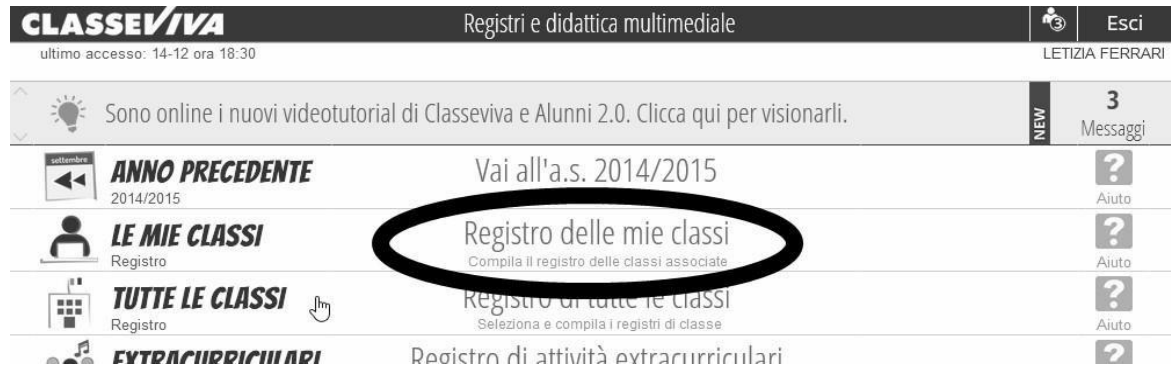 CLASSEVIVA Registri e didattica multimediale 3 Esci
ultimo accesso: 14-12 ora 18:30 LETIZIA FERRARI
Sono online i nuovi videotutorial di Classeviva e Alunni 2.0. Clicca qui per visionarli. NEW 3 Messaggi
settembre ANNO PRECEDENTE Vai all'a.s. 2014/2015 ?
2014/2015 Aiuto
LE MIE CLASSI Registro delle mie classi ?
Registro Compila il registro delle classi associate Aiuto
TUTTE LE CLASSI Registro di tutte le classi ?
Registro Seleziona e compila i registri di classe Aiuto
EXTRACURRICULARI Registro di attività extracurriculari ?